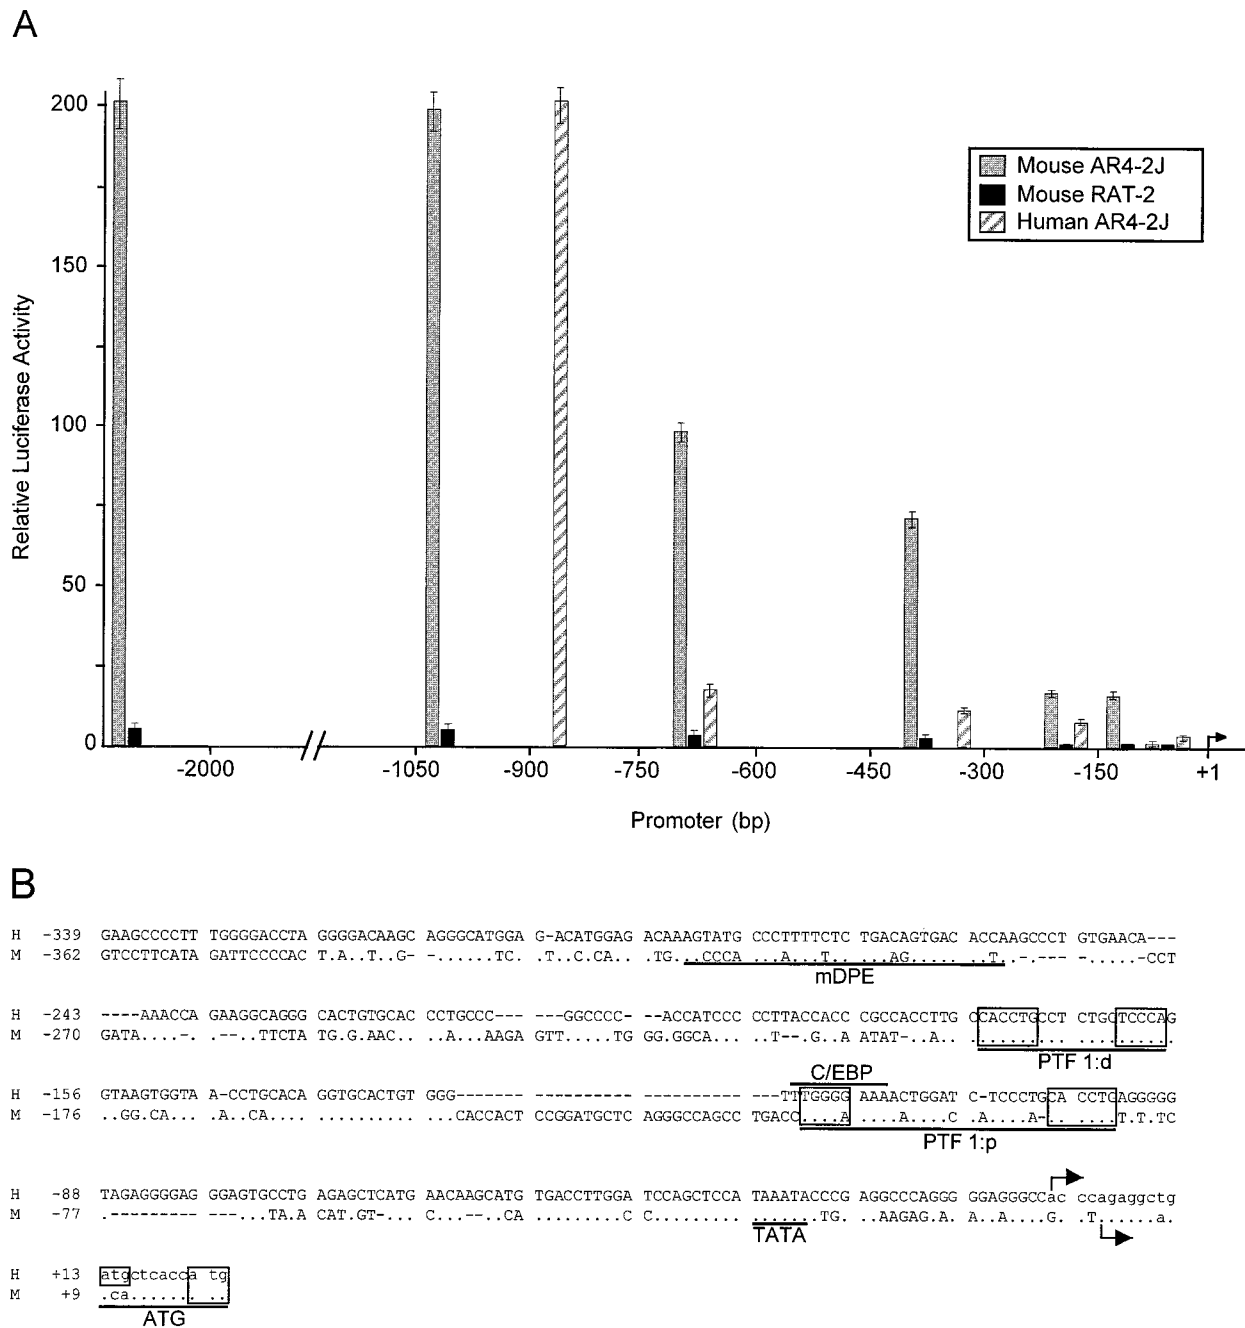 A
200
150
100
50
0
Relative Luciferase Activity
Mouse AR4-2J
Mouse RAT-2
Human AR4-2J
-2000 -1050 -900 -750 -600 -450 -300 -150 +1
Promoter (bp)
B
H -339 GAAGCCCCTT TGGGGACCTA GGGGACAAGC AGGGCATGGA G-ACATGGAG ACAAAGTATG CCCTTTTCTC TGACAGTGAC ACCAAGCCCT GTGAACA---
M -362 GTCCTTCATA GATTCCCCAC T.A..T..G- ......TC. ..T..C.CA. ..TG...CCCA ...A...T.. ....AG.... ...T..-.--- -.....-CCT
mDPE
H -243 ----AAACCA GAAGGCAGGG CACTGTGCAC CCTGCCC--- ---GGCCCC- --ACCATCCC CCTTACCACC CGCCACCTTG CCACCTGCCT CTGCTCCCAG
M -270 GATA....-. .--..TTCTA TG.G.AAC.. ..A...AAGA GTT.....TG GG.GGCA... ...T--.G.. A ATAT-..A.. .......... ..........
PTF 1:d
C/EBP
H -156 GTAAGTGGTA A-CCTGCACA GGTGCACTGT GGG------- ---------- ---------- -------TTT GGGGAAAACT GGATC-TCCC TGCACCTGAGGGGG
M -176 ..GG.CA... .A..CA.... .......... ...CACCACT CCGGATGCTC AGGGCCAGCC TGACC....A ....A...C .A....A-. ......T.T.TC
PTF 1:p
H -88 TAGAGGGGAG GGAGTGCCTG AGAGCTCATG AACAAGCATG TGACCTTGGA TCCAGCTCCA TAAATACCCG AGGCCCAGGG GGAGGGCCac ccagaggctg
M -77 .--------- -...TA.A CAT.GT-... C...--..CA ........C C......... .......TG. ..AAGAG.A. A..A....G. .T......a.
TATA
H +13 atgctcacca tg
M +9 .ca....... ..
ATG